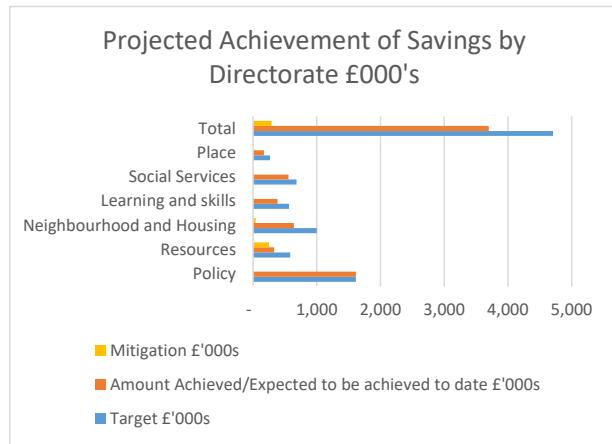 Projected Achievement of Savings by
Directorate £000's
Total
Place
Social Services
Learning and skills
Neighbourhood and Housing
Resources
Policy
- 1,000 2,000 3,000 4,000 5,000
Mitigation £'000s
Amount Achieved/Expected to be achieved to date £'000s
Target £'000s